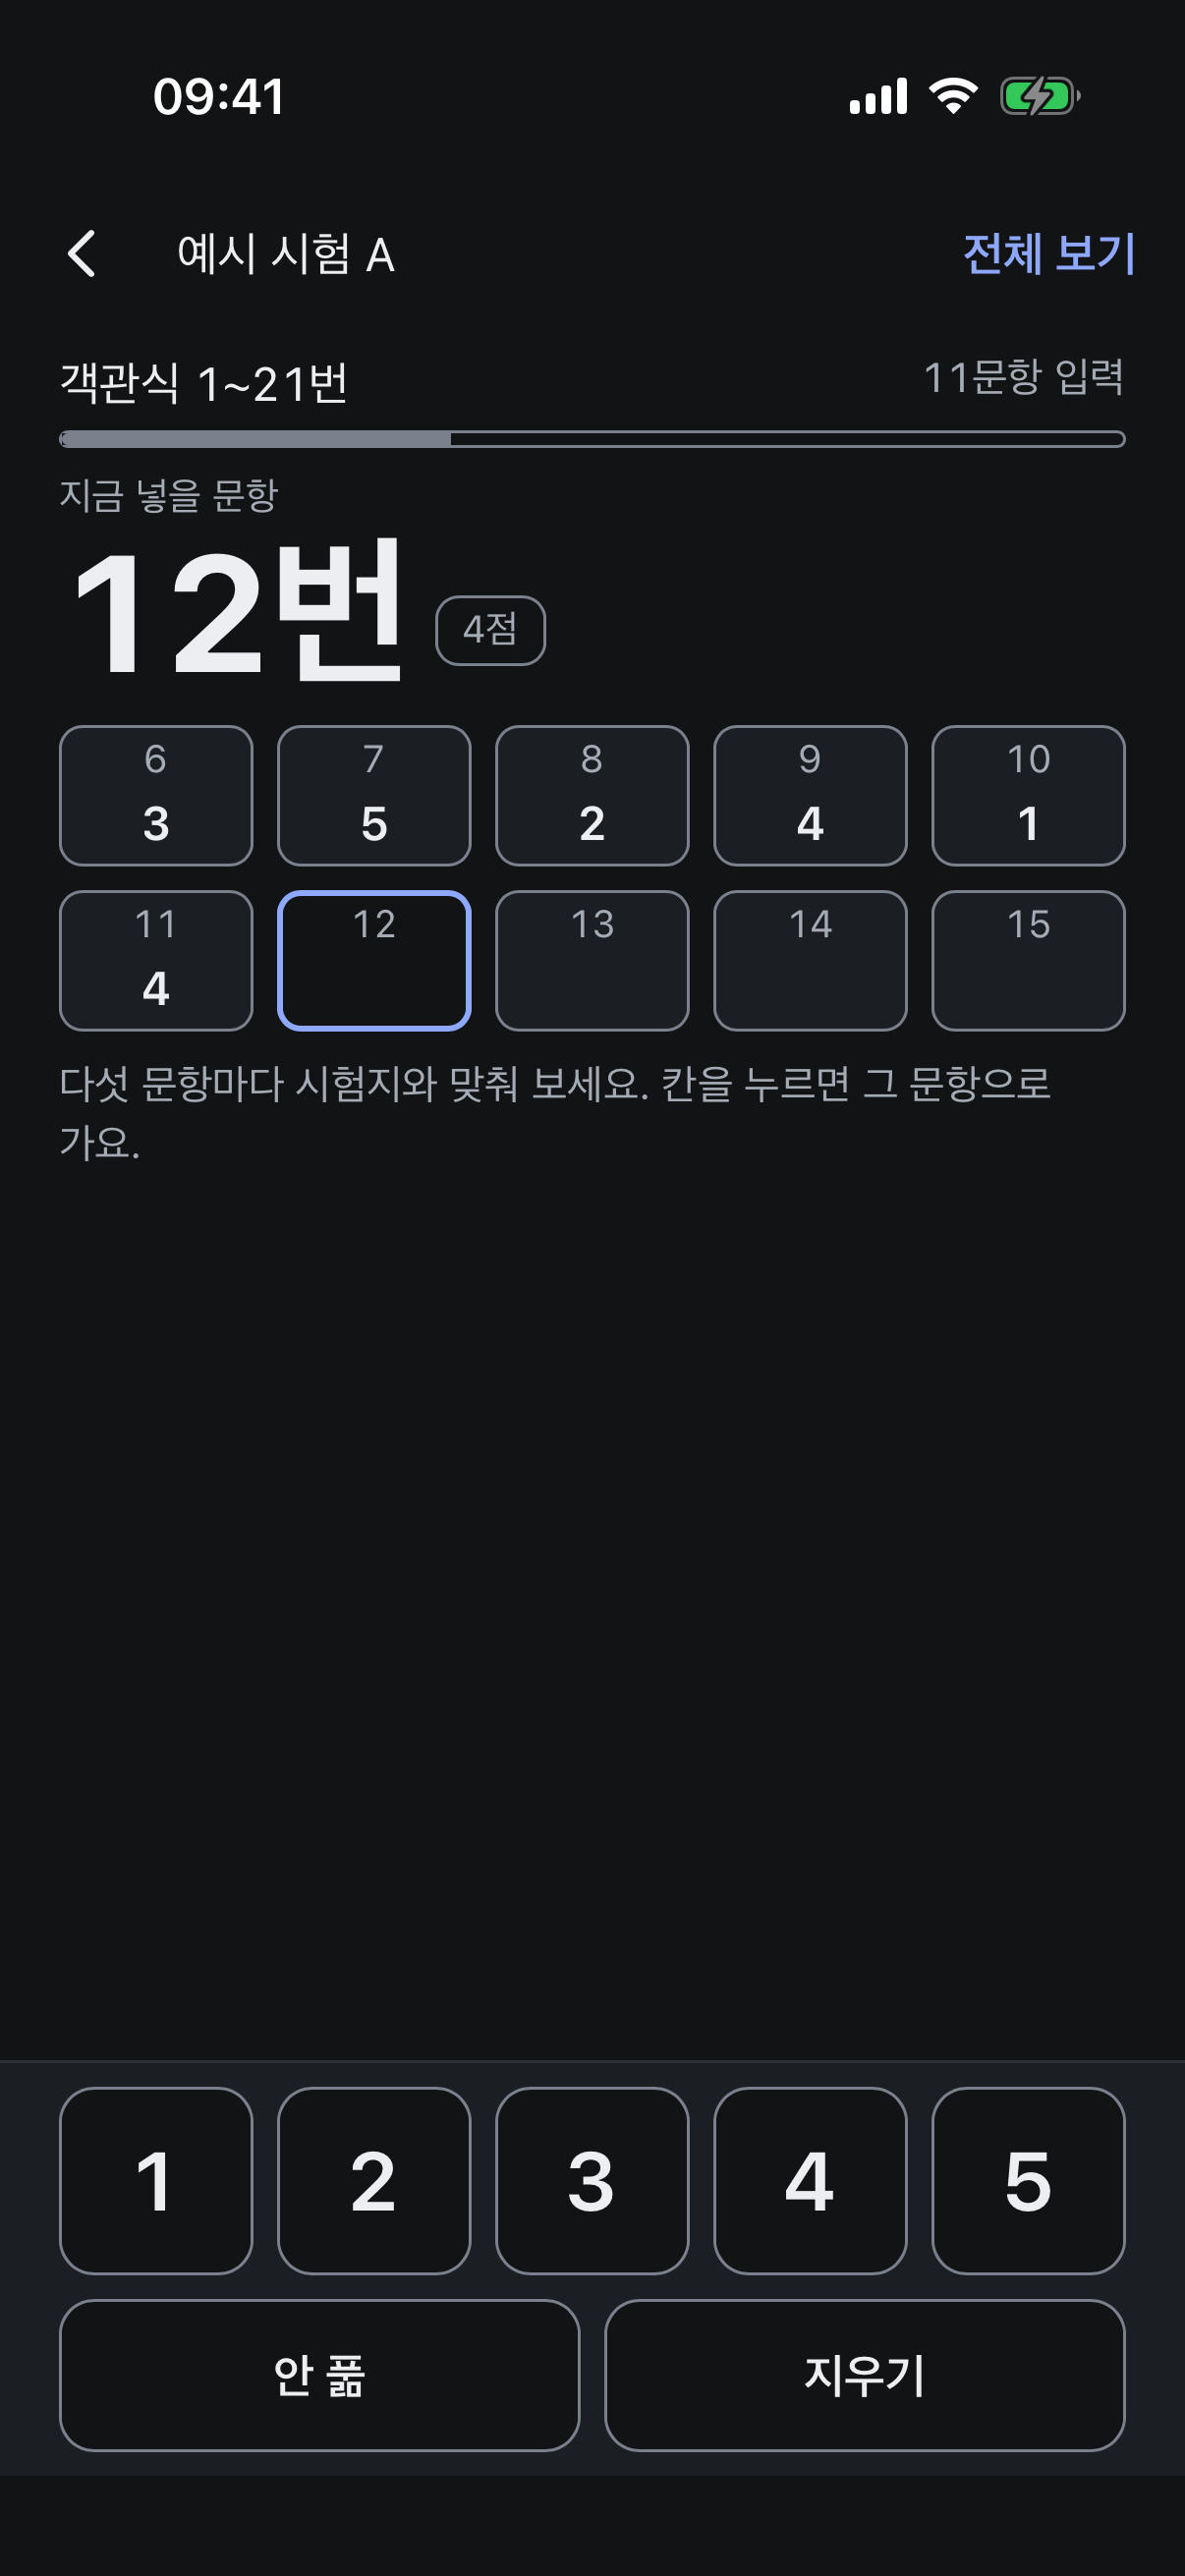 09:41
예시 시험 A
전체 보기
객관식 1~21번
11문항 입력
지금 넣을 문항
12번
4점
6 7 8 9 10
3 5 2 4 1
11 12 13 14 15
4
다섯 문항마다 시험지와 맞춰 보세요. 칸을 누르면 그 문항으로
가요.
1 2 3 4 5
안 풂
지우기